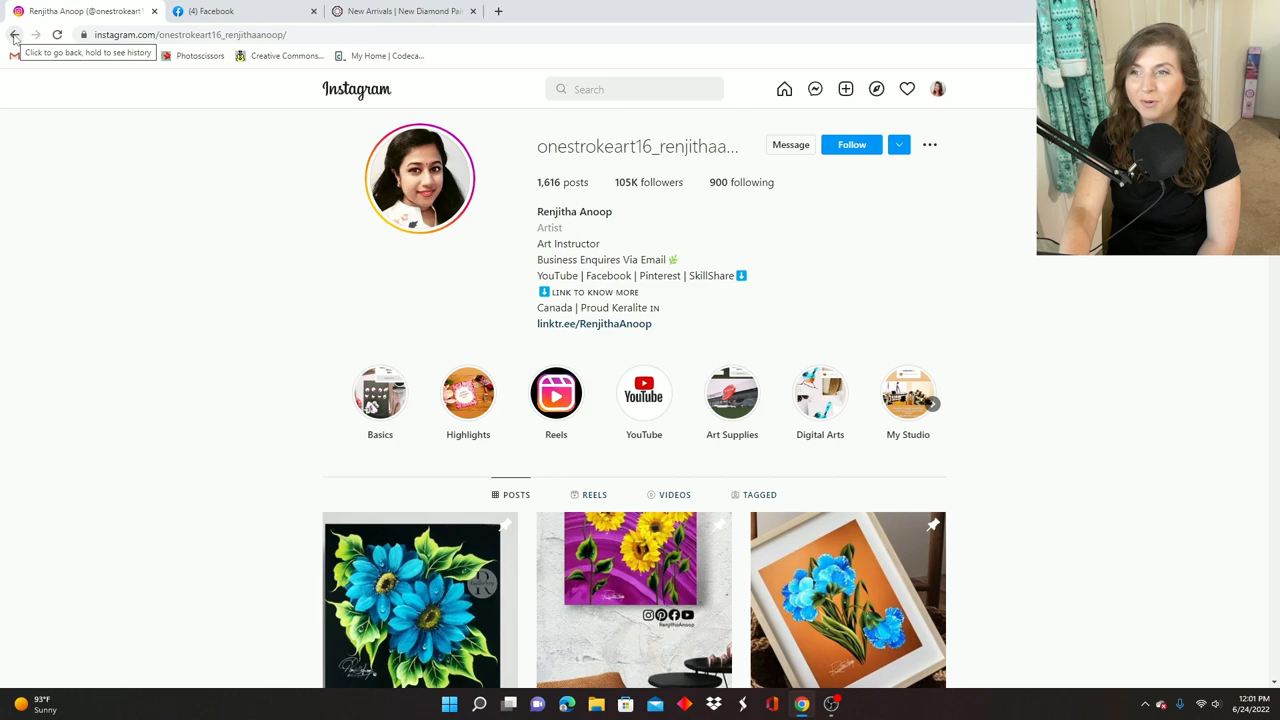 Renjitha Anoop (@onestrokeart1
(4) Facebook
New Arrivals | New Diamond Pai
instagram.com/onestrokeart16_renjithaanoop/
Click to go back, hold to see history
Photoscissors
Creative Commons...
My Home | Codeca...
Instagram
Search
onestrokeart16_renjithaa...
Message
Follow
1,616 posts
105K followers
900 following
Renjitha Anoop
Artist
Art Instructor
Business Enquires Via Email
YouTube | Facebook | Pinterest | SkillShare
LINK TO KNOW MORE
Canada | Proud Keralite IN
linktr.ee/RenjithaAnoop
YouTube
Basics
Highlights
Reels
YouTube
Art Supplies
Digital Arts
My Studio
POSTS
REELS
VIDEOS
TAGGED
RenjithaAnoop
93°F
Sunny
12:01 PM
6/24/2022